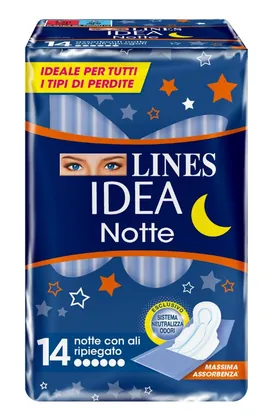 IDEALE PER TUTTI
I TIPI DI PERDITE
LINES
IDEA
Notte
ESCLUSIVO
SISTEMA
NEUTRALIZZA
ODORI
14 notte con ali
ripiegato
MASSIMA
ASSORBENZA
14